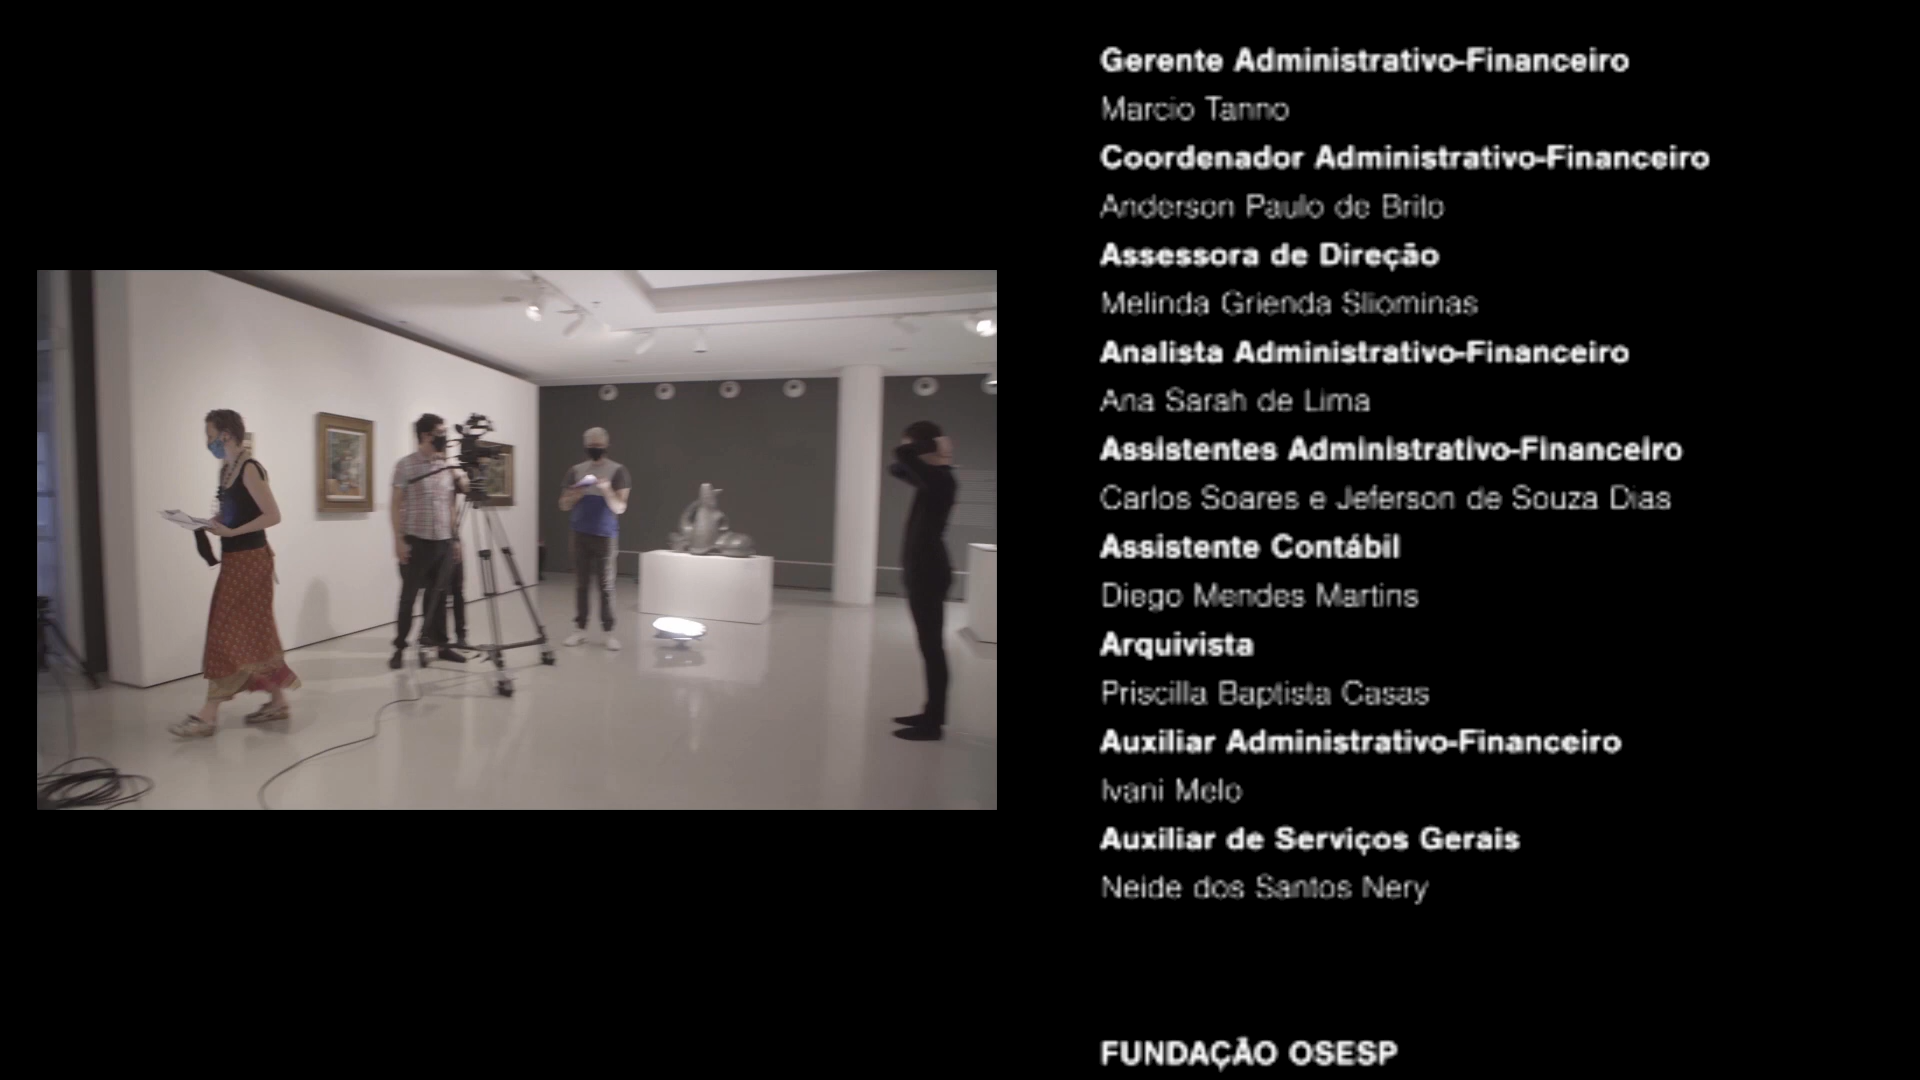 Gerente Administrativo-Financeiro
Marcio Tanno
Coordenador Administrativo-Financeiro
Anderson Paulo de Brito
Assessora de Direção
Melinda Grienda Sliominas
Analista Administrativo-Financeiro
Ana Sarah de Lima
Assistentes Administrativo-Financeiro
Carlos Soares e Jeferson de Souza Dias
Assistente Contábil
Diego Mendes Martins
Arquivista
Priscilla Baptista Casas
Auxiliar Administrativo-Financeiro
Ivani Melo
Auxiliar de Serviços Gerais
Neide dos Santos Nery
FUNDAÇÃO OSESP